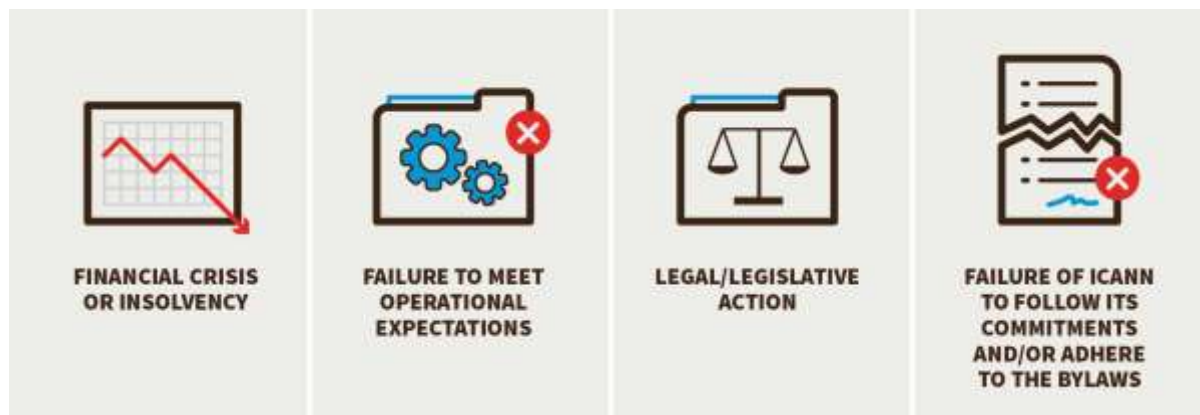 FINANCIAL CRISIS
OR INSOLVENCY
FAILURE TO MEET
OPERATIONAL
EXPECTATIONS
LEGAL/LEGISLATIVE
ACTION
FAILURE OF ICANN
TO FOLLOW ITS
COMMITMENTS
AND/OR ADHERE
TO THE BYLAWS